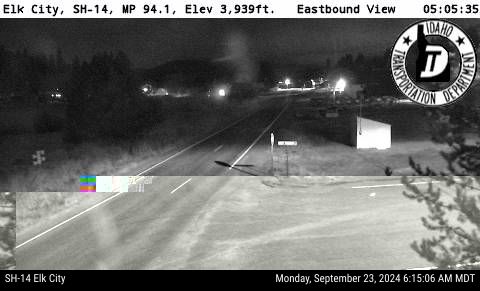 Elk City, SH-14, MP 94.1, Elev 3,939ft.   Eastbound View   05:05:35
IDAHO
TRANSPORTATION DEPARTMENT
SH-14 Elk City   Monday, September 23, 2024 6:15:06 AM MDT